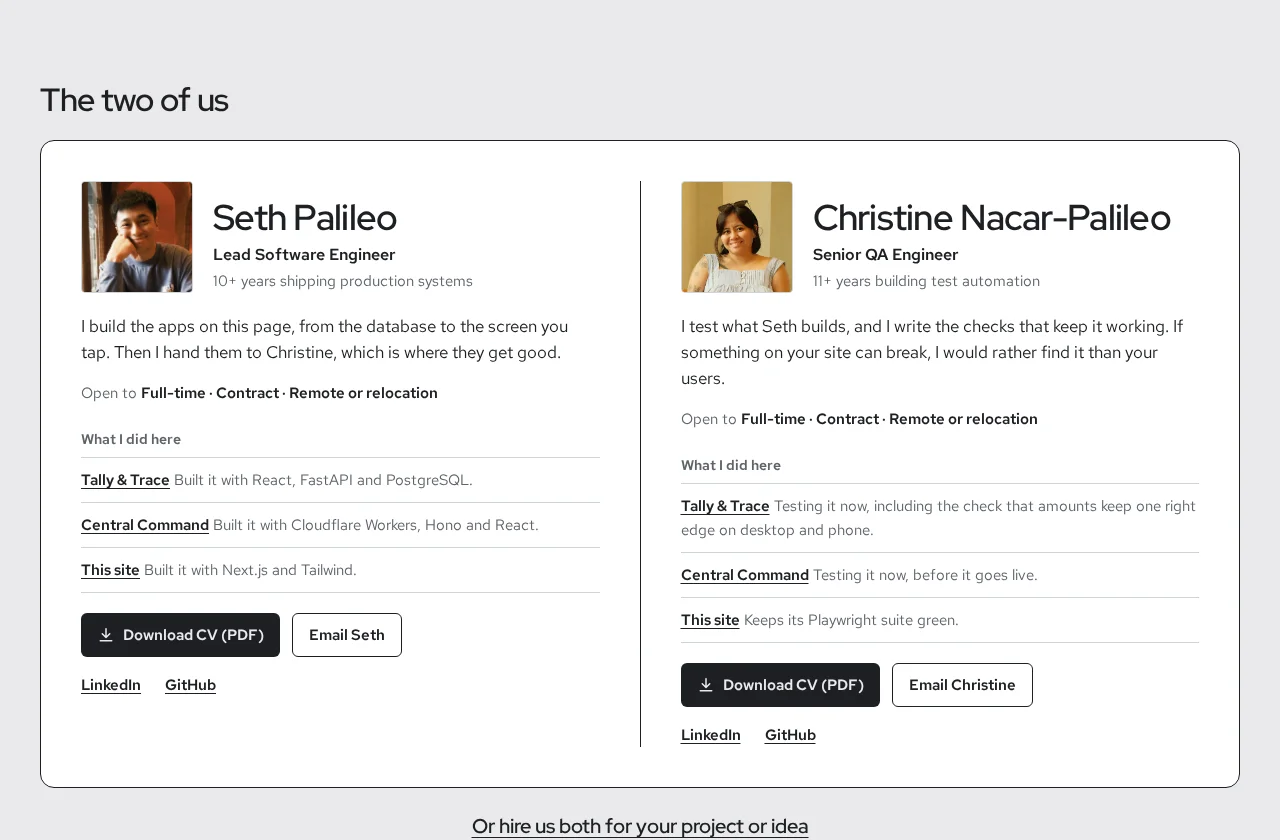 The two of us
Seth Palileo
Lead Software Engineer
10+ years shipping production systems
I build the apps on this page, from the database to the screen you
tap. Then I hand them to Christine, which is where they get good.
Open to Full-time · Contract · Remote or relocation
What I did here
Tally & Trace Built it with React, FastAPI and PostgreSQL.
Central Command Built it with Cloudflare Workers, Hono and React.
This site Built it with Next.js and Tailwind.
Download CV (PDF)
Email Seth
LinkedIn
GitHub
Christine Nacar-Palileo
Senior QA Engineer
11+ years building test automation
I test what Seth builds, and I write the checks that keep it working. If
something on your site can break, I would rather find it than your
users.
Open to Full-time · Contract · Remote or relocation
What I did here
Tally & Trace Testing it now, including the check that amounts keep one right
edge on desktop and phone.
Central Command Testing it now, before it goes live.
This site Keeps its Playwright suite green.
Download CV (PDF)
Email Christine
LinkedIn
GitHub
Or hire us both for your project or idea